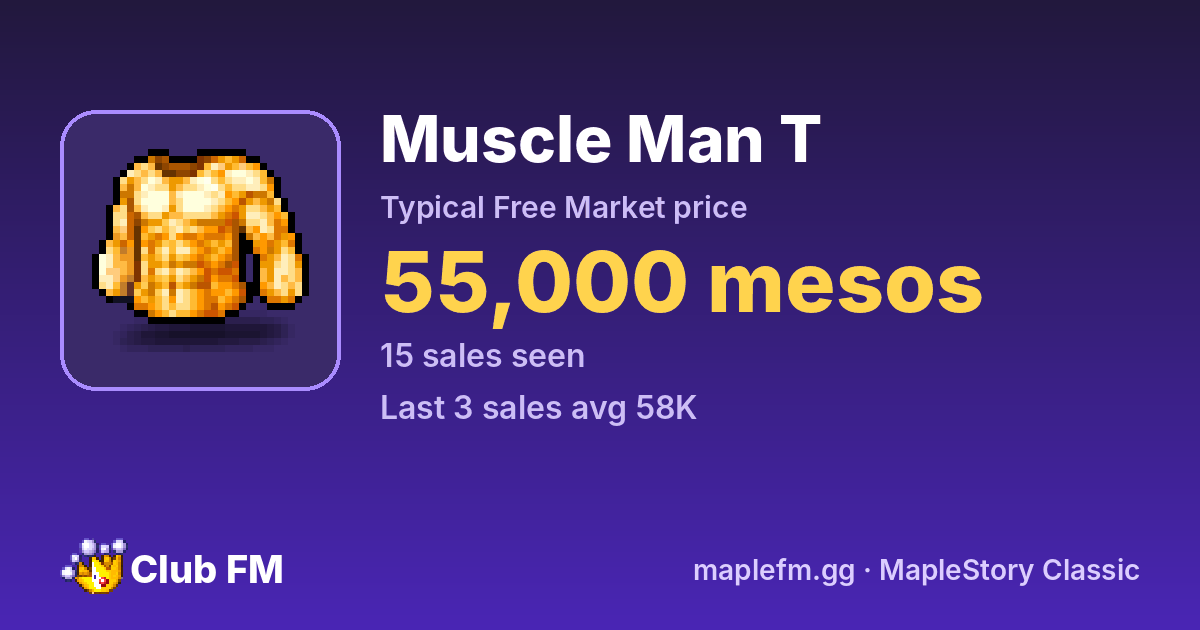 Muscle Man T
Typical Free Market price
55,000 mesos
15 sales seen
Last 3 sales avg 58K
Club FM
maplefm.gg · MapleStory Classic